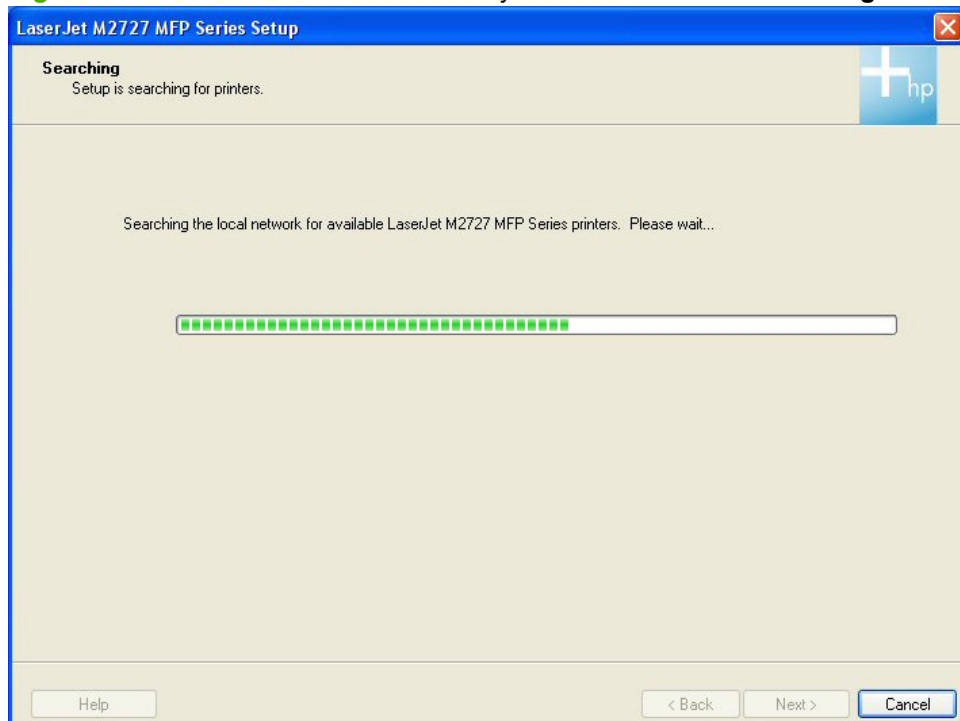 LaserJet M2727 MFP Series Setup
Searching
Setup is searching for printers.
hp
Searching the local network for available LaserJet M2727 MFP Series printers. Please wait...
Help
< Back
Next >
Cancel